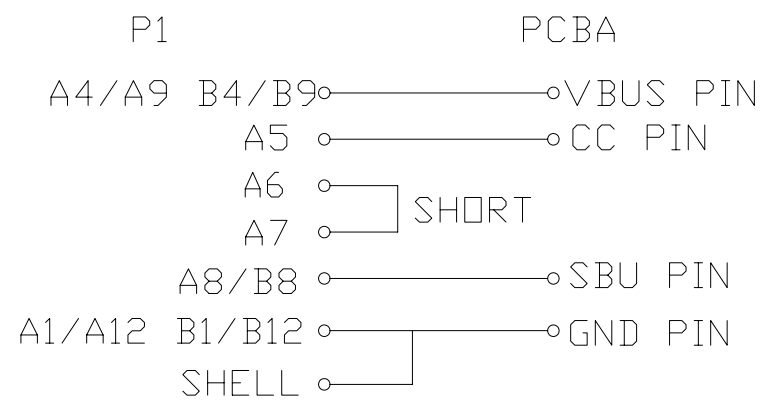 P1 PCBA
A4/A9 B4/B9 VBUS PIN
A5 CC PIN
A6
SHORT
A7
A8/B8 SBU PIN
A1/A12 B1/B12 GND PIN
SHELL